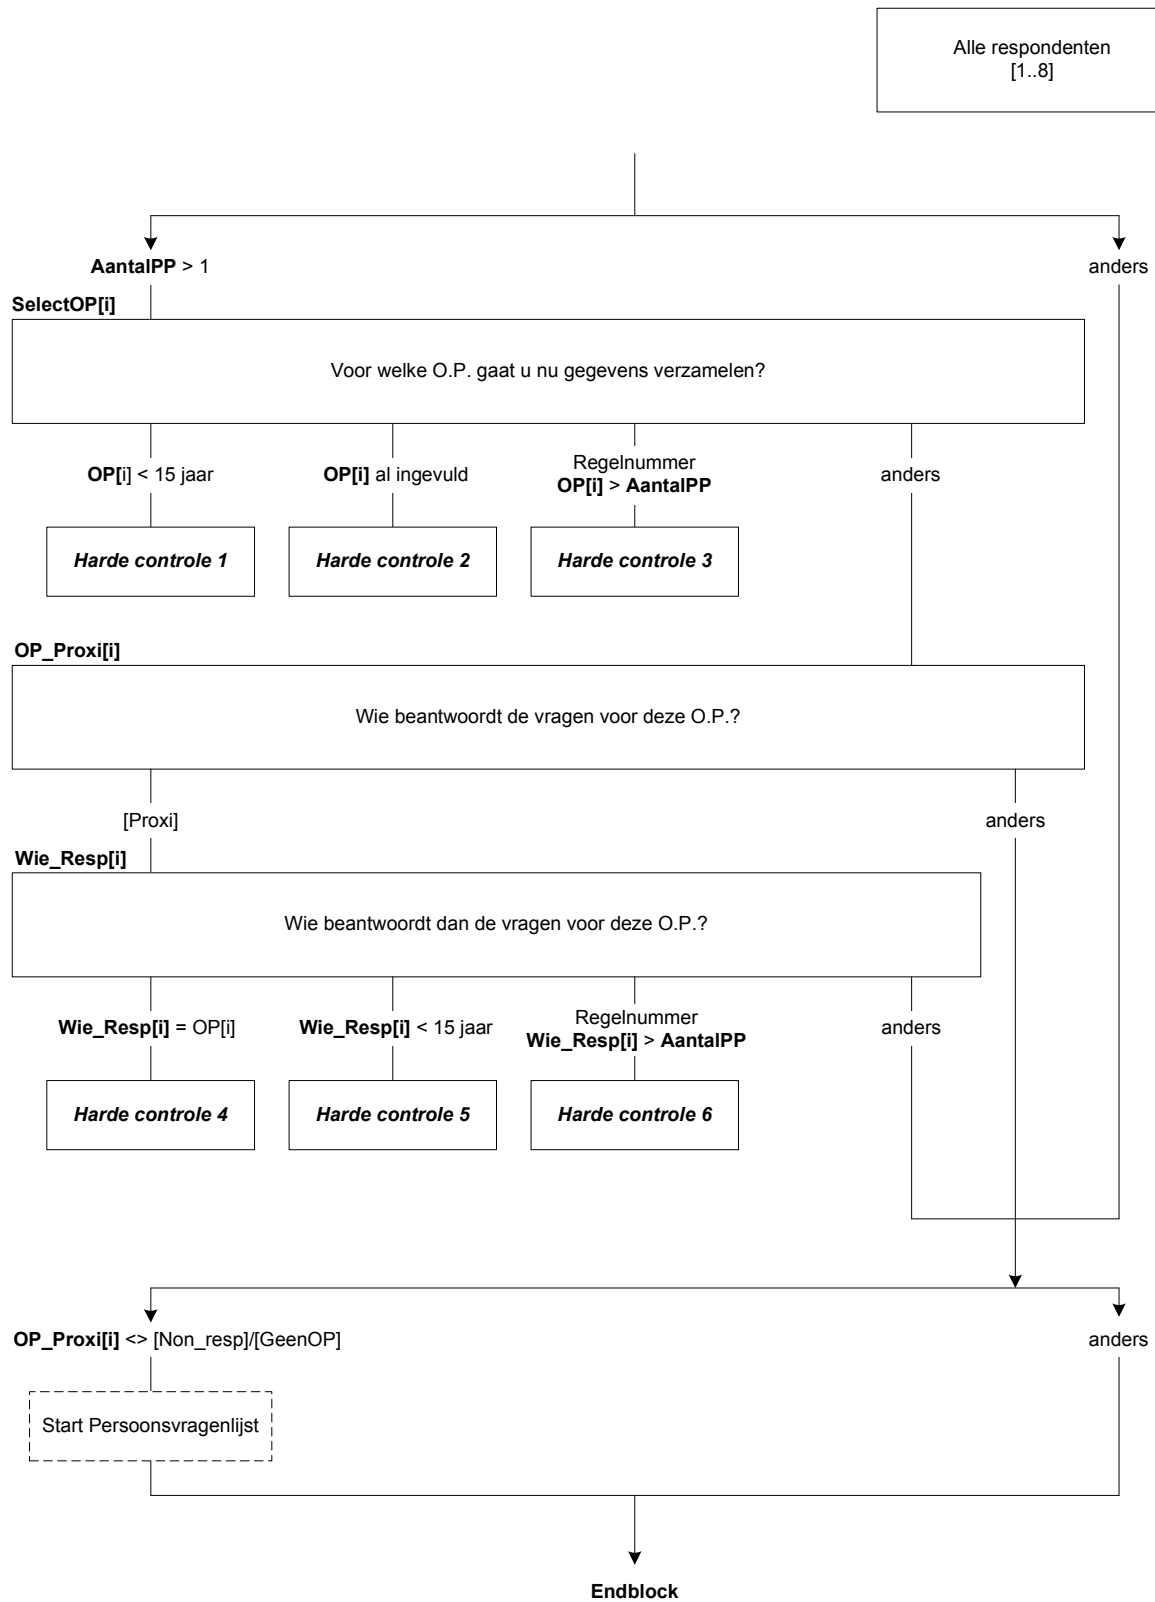 Alle respondenten
[1..8]
AantalPP > 1
anders
SelectOP[i]
Voor welke O.P. gaat u nu gegevens verzamelen?
OP[i] < 15 jaar
OP[i] al ingevuld
Regelnummer
OP[i] > AantalPP
anders
Harde controle 1
Harde controle 2
Harde controle 3
OP_Proxi[i]
Wie beantwoordt de vragen voor deze O.P.?
[Proxi]
anders
Wie_Resp[i]
Wie beantwoordt dan de vragen voor deze O.P.?
Wie_Resp[i] = OP[i]
Wie_Resp[i] < 15 jaar
Regelnummer
Wie_Resp[i] > AantalPP
anders
Harde controle 4
Harde controle 5
Harde controle 6
OP_Proxi[i] <> [Non_resp]/[GeenOP]
anders
Start Persoonsvragenlijst
Endblock